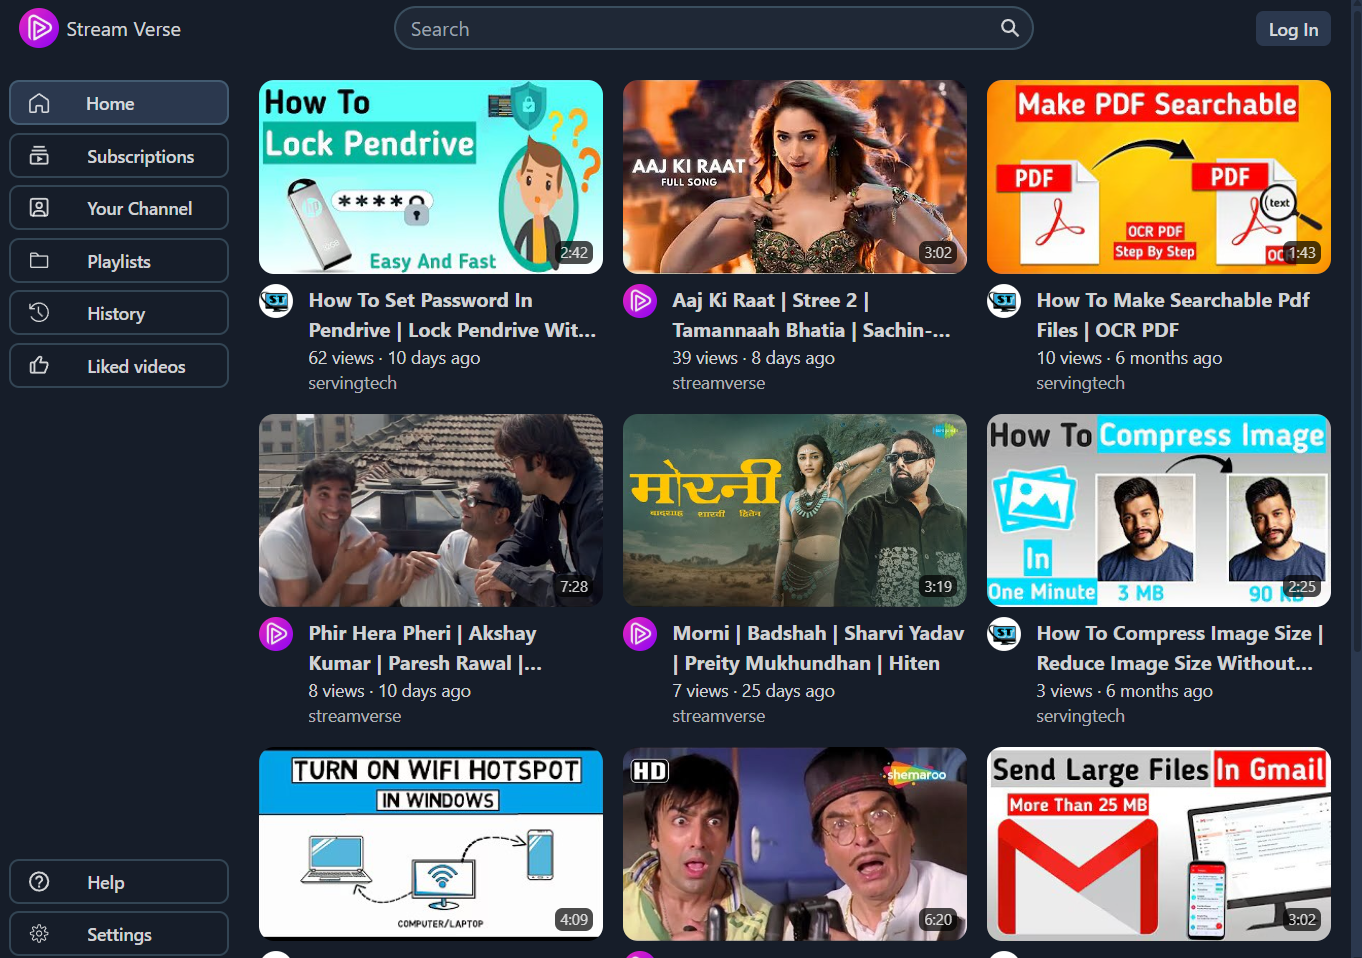 Stream Verse
Search
Log In
Home
Subscriptions
Your Channel
Playlists
History
Liked videos
Help
Settings
How To
Lock Pendrive
****
Easy And Fast
2:42
ST
How To Set Password In
Pendrive | Lock Pendrive Wit...
62 views · 10 days ago
servingtech
AAJ KI RAAT
FULL SONG
3:02
Aaj Ki Raat | Stree 2 |
Tamannaah Bhatia | Sachin-...
39 views · 8 days ago
streamverse
Make PDF Searchable
PDF
PDF
text
OCR PDF
Step By Step
1:43
ST
How To Make Searchable Pdf
Files | OCR PDF
10 views · 6 months ago
servingtech
7:28
Phir Hera Pheri | Akshay
Kumar | Paresh Rawal |...
8 views · 10 days ago
streamverse
मोरनी
बादशाह शारवी हितेन
3:19
Morni | Badshah | Sharvi Yadav
| Preity Mukhundhan | Hiten
7 views · 25 days ago
streamverse
How To Compress Image
In
One Minute
3 MB
90 KB
2:25
ST
How To Compress Image Size |
Reduce Image Size Without...
3 views · 6 months ago
servingtech
TURN ON WIFI HOTSPOT
IN WINDOWS
COMPUTER/LAPTOP
4:09
HD
shemaroo
6:20
Send Large Files In Gmail
More Than 25 MB
3:02